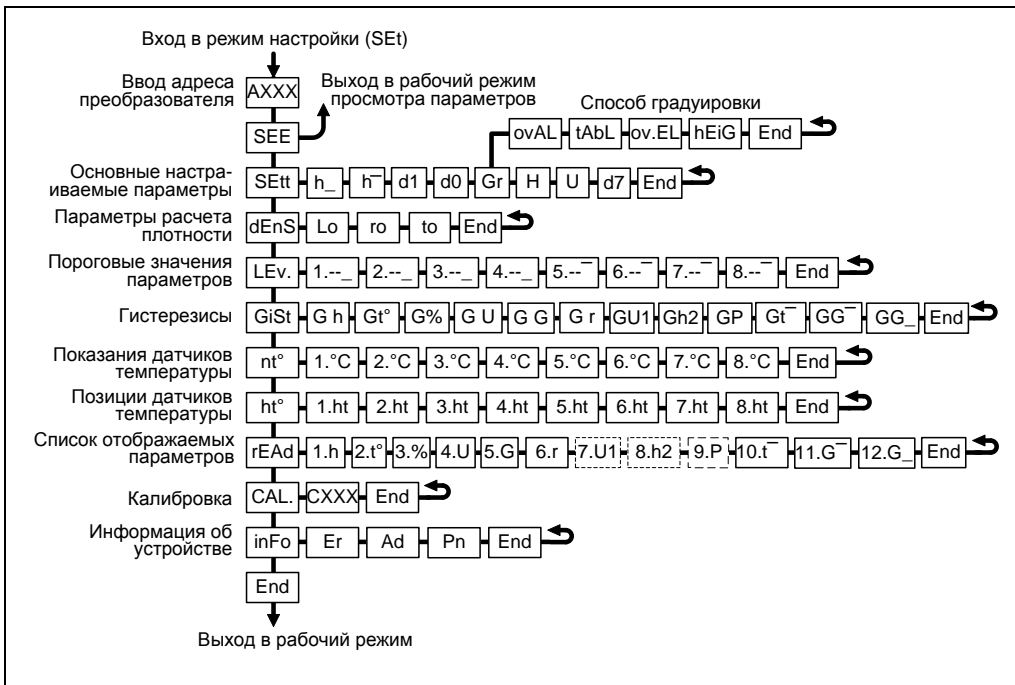 Вход в режим настройки (SEt)
Ввод адреса
преобразователя
AXXX
Выход в рабочий режим
просмотра параметров
SEE
Способ градуировки
ovAL tAbL ov.EL hEiG End
Основные настра-
иваемые параметры
SEtt h_ h‾ d1 d0 Gr H U d7 End
Параметры расчета
плотности
dEnS Lo ro to End
Пороговые значения
параметров
LEv. 1.--_ 2.--_ 3.--_ 4.--_ 5.--‾ 6.--‾ 7.--‾ 8.--‾ End
Гистерезисы
GiSt G h Gt° G% G U G G G r GU1 Gh2 GP Gt‾ GG‾ GG_ End
Показания датчиков
температуры
nt° 1.°C 2.°C 3.°C 4.°C 5.°C 6.°C 7.°C 8.°C End
Позиции датчиков
температуры
ht° 1.ht 2.ht 3.ht 4.ht 5.ht 6.ht 7.ht 8.ht End
Список отображаемых
параметров
rEAd 1.h 2.t° 3.% 4.U 5.G 6.r 7.U1 8.h2 9.P 10.t‾ 11.G‾ 12.G_ End
Калибровка
CAL. CXXX End
Информация об
устройстве
inFo Er Ad Pn End
End
Выход в рабочий режим